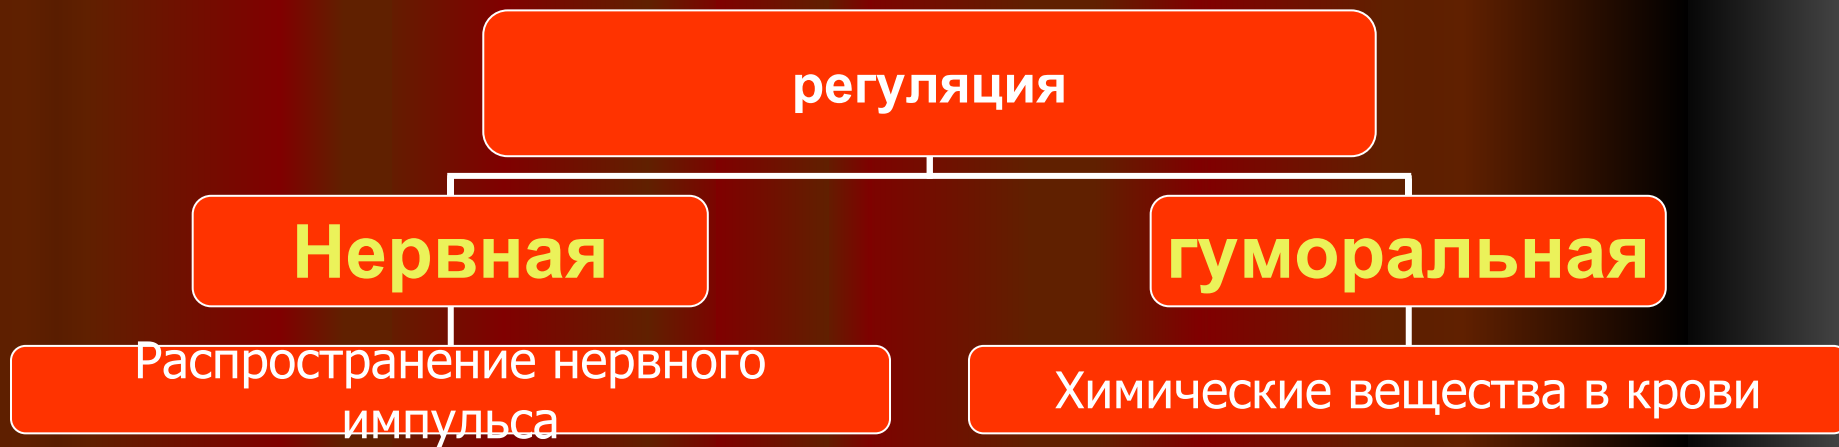 регуляция
Нервная
гуморальная
Распространение нервного
импульса
Химические вещества в крови